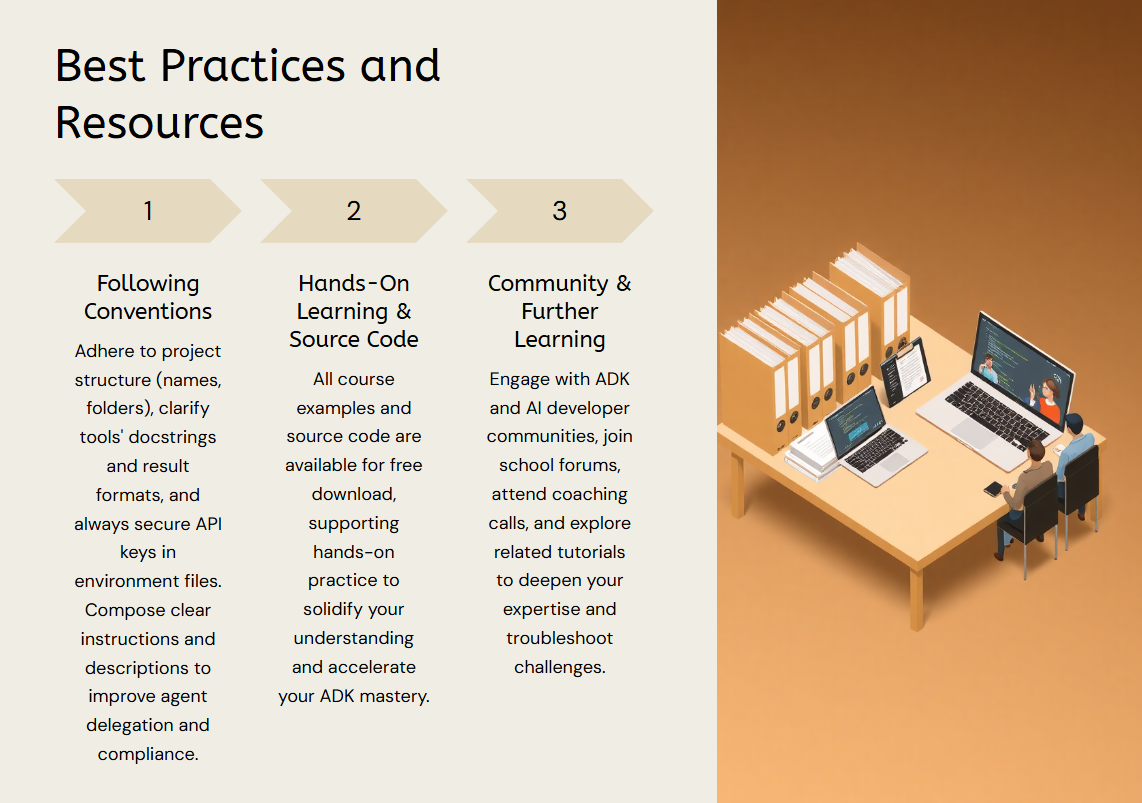 Best Practices and
Resources
1
2
3
Following
Conventions
Adhere to project
structure (names,
folders), clarify
tools' docstrings
and result
formats, and
always secure API
keys in
environment files.
Compose clear
instructions and
descriptions to
improve agent
delegation and
compliance.
Hands-On
Learning &
Source Code
All course
examples and
source code are
available for free
download,
supporting
hands-on
practice to
solidify your
understanding
and accelerate
your ADK mastery.
Community &
Further
Learning
Engage with ADK
and AI developer
communities, join
school forums,
attend coaching
calls, and explore
related tutorials
to deepen your
expertise and
troubleshoot
challenges.